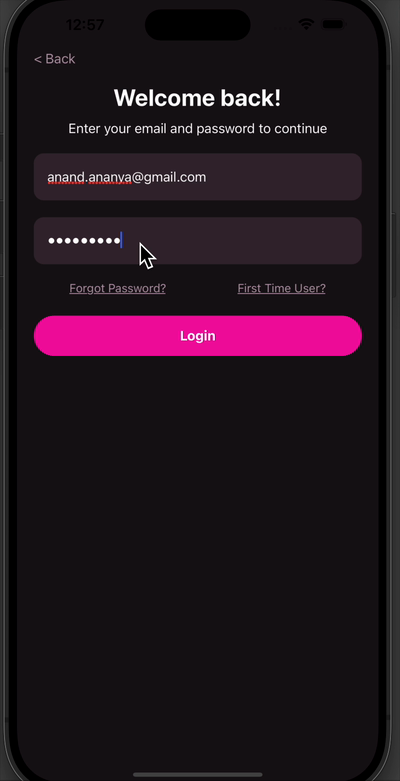 12:57
< Back
Welcome back!
Enter your email and password to continue
anand.ananya@gmail.com
•••••••••
Forgot Password? First Time User?
Login